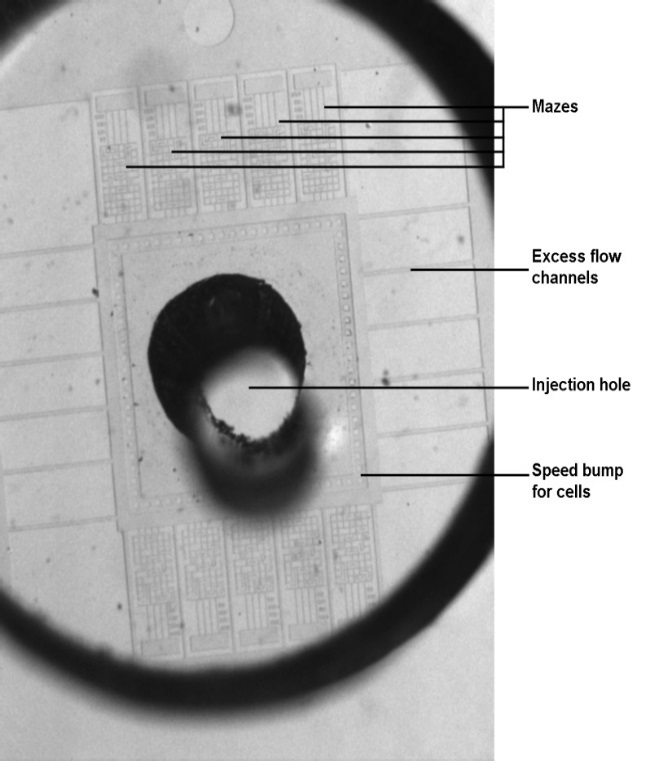 Mazes
Excess flow
channels
Injection hole
Speed bump
for cells